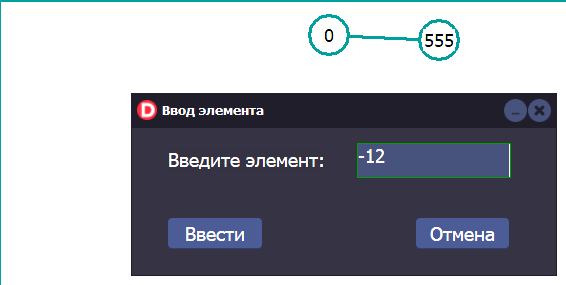 0
555
D Ввод элемента
Введите элемент: -12
Ввести Отмена